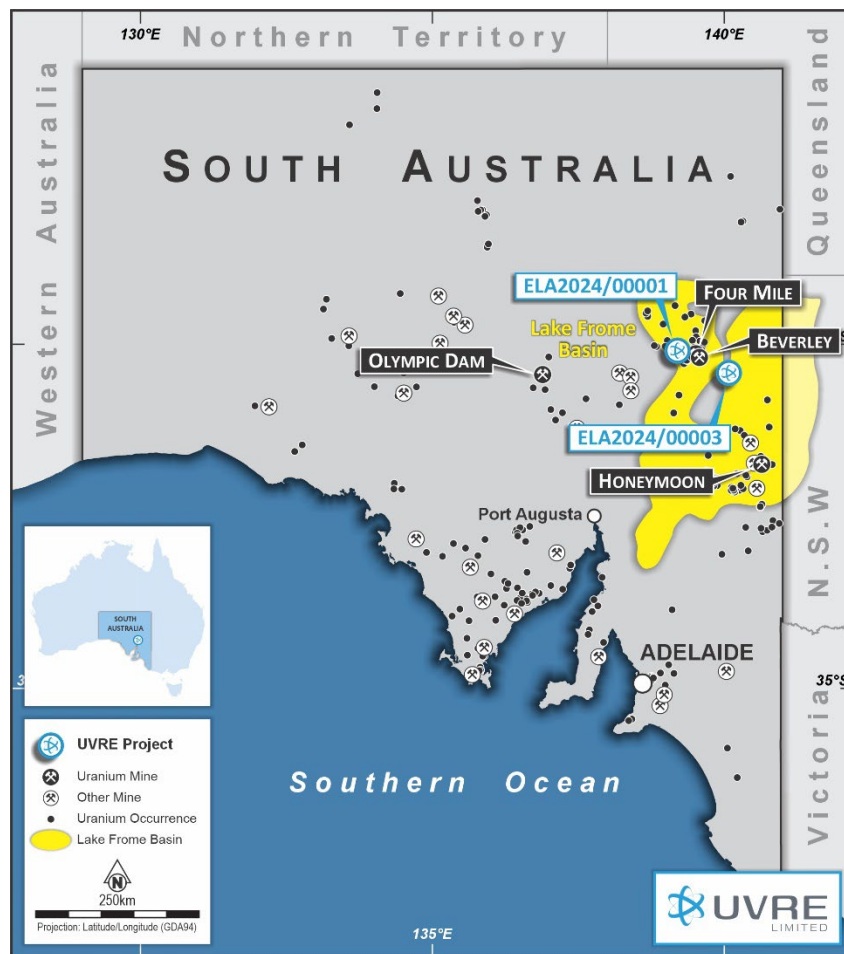 130°E
140°E
Northern Territory
Western Australia
Queensland
SOUTH AUSTRALIA
ELA2024/00001
FOUR MILE
Lake Frome
Basin
BEVERLEY
OLYMPIC DAM
ELA2024/00003
HONEYMOON
N.S.W
Port Augusta
SOUTH
AUSTRALIA
ADELAIDE
35°S
Victoria
UVRE Project
Uranium Mine
Other Mine
Uranium Occurrence
Lake Frome Basin
N
250km
Projection: Latitude/Longitude (GDA94)
Southern Ocean
135°E
UVRE
LIMITED